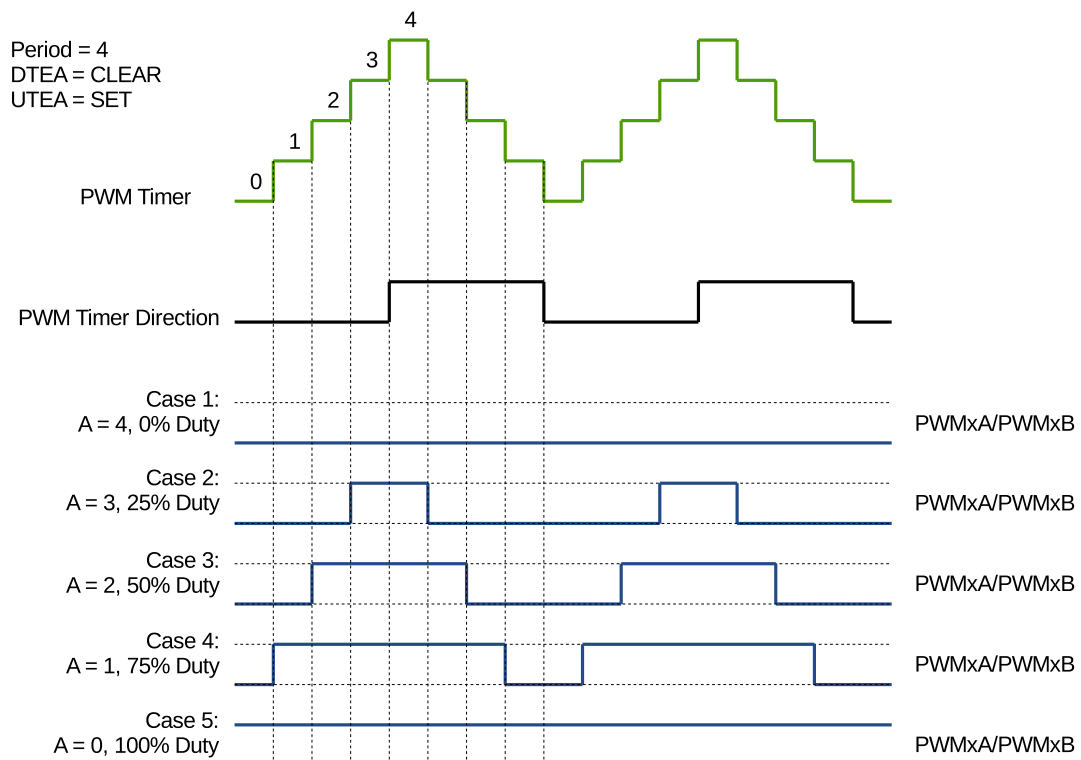 4
Period = 4
DTEA = CLEAR
UTEA = SET
3
2
1
0
PWM Timer
PWM Timer Direction
Case 1:
A = 4, 0% Duty
PWMxA/PWMxB
Case 2:
A = 3, 25% Duty
PWMxA/PWMxB
Case 3:
A = 2, 50% Duty
PWMxA/PWMxB
Case 4:
A = 1, 75% Duty
PWMxA/PWMxB
Case 5:
A = 0, 100% Duty
PWMxA/PWMxB